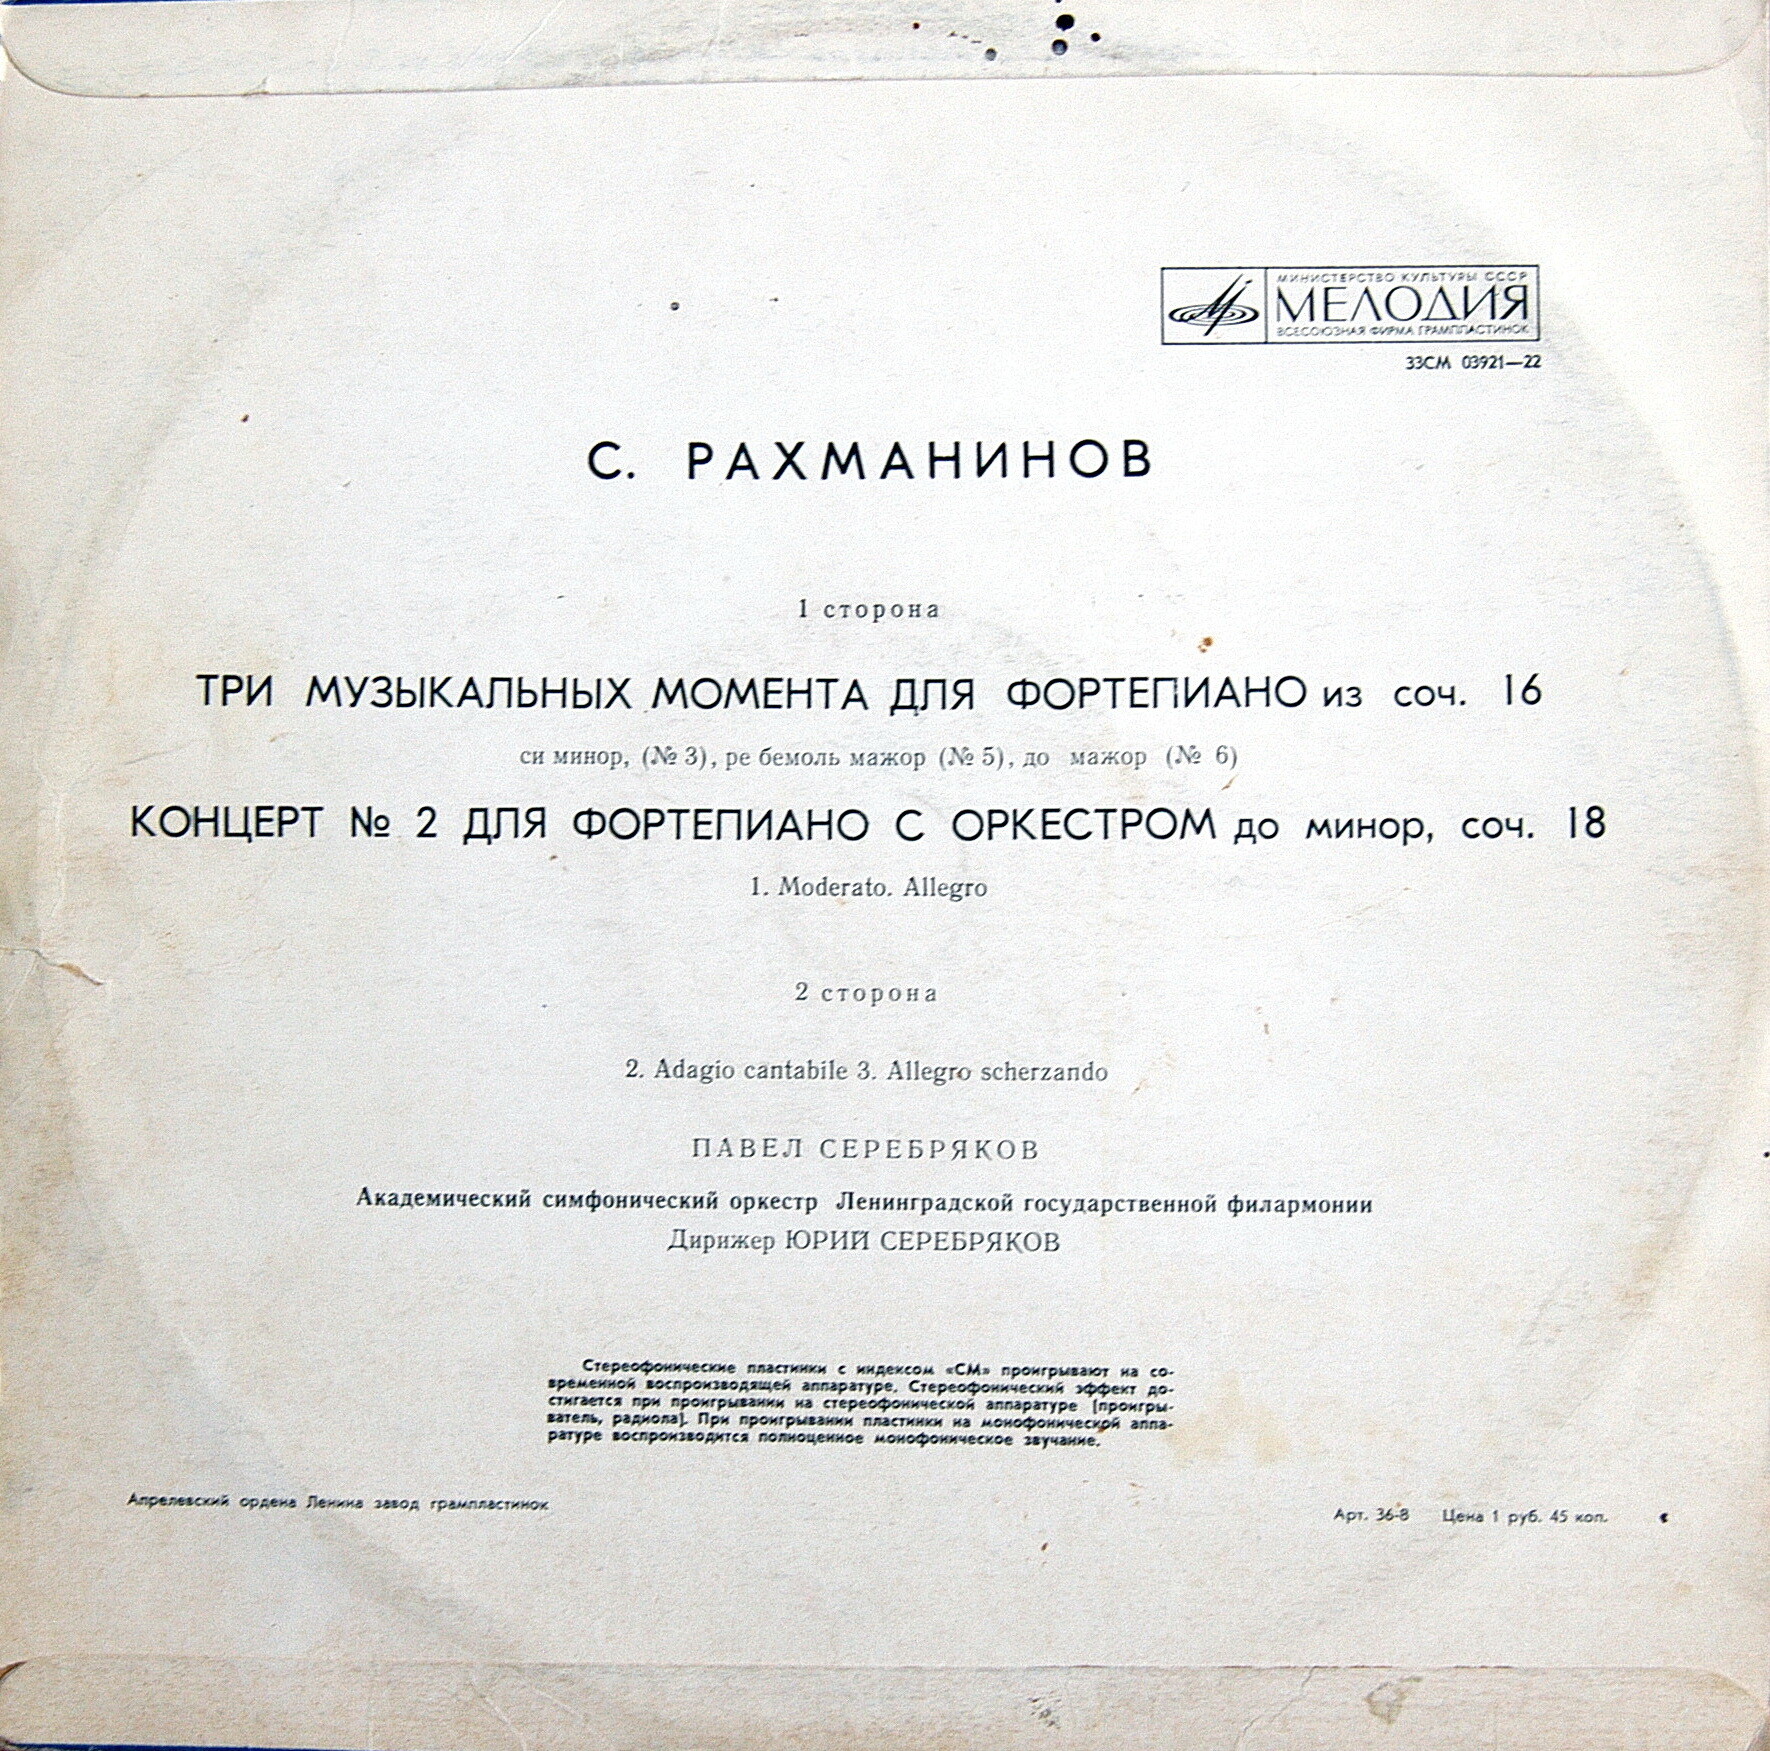 МИНИСТЕРСТВО КУЛЬТУРЫ СССР
МЕЛОДИЯ
ВСЕСОЮЗНАЯ ФИРМА ГРАМПЛАСТИНОК
33СМ 03921—22
С. РАХМАНИНОВ
1 сторона
ТРИ МУЗЫКАЛЬНЫХ МОМЕНТА ДЛЯ ФОРТЕПИАНО из соч. 16
си минор, (№ 3), ре бемоль мажор (№ 5), до мажор (№ 6)
КОНЦЕРТ № 2 ДЛЯ ФОРТЕПИАНО С ОРКЕСТРОМ до минор, соч. 18
1. Moderato. Allegro
2 сторона
2. Adagio cantabile 3. Allegro scherzando
ПАВЕЛ СЕРЕБРЯКОВ
Академический симфонический оркестр Ленинградской государственной филармонии
Дирижер ЮРИЙ СЕРЕБРЯКОВ
Стереофонические пластинки с индексом «СМ» проигрывают на со-
временной воспроизводящей аппаратуре. Стереофонический эффект до-
стигается при проигрывании на стереофонической аппаратуре [проигры-
ватель, радиола]. При проигрывании пластинки на монофонической аппа-
ратуре воспроизводится полноценное монофоническое звучание.
Апрелевский ордена Ленина завод грампластинок
Арт. 36-8 Цена 1 руб. 45 коп.